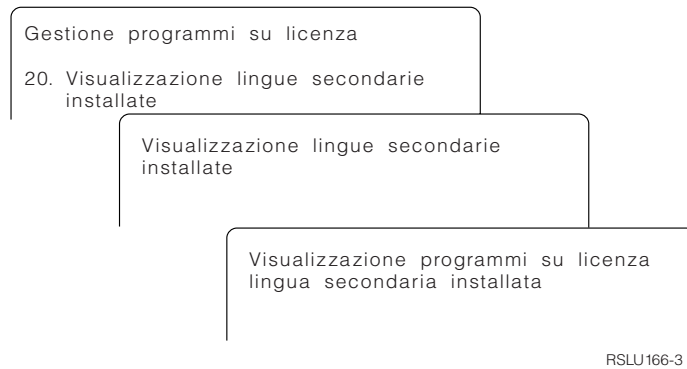 Gestione programmi su licenza
20. Visualizzazione lingue secondarie
installate
Visualizzazione lingue secondarie
installate
Visualizzazione programmi su licenza
lingua secondaria installata
RSLU166-3